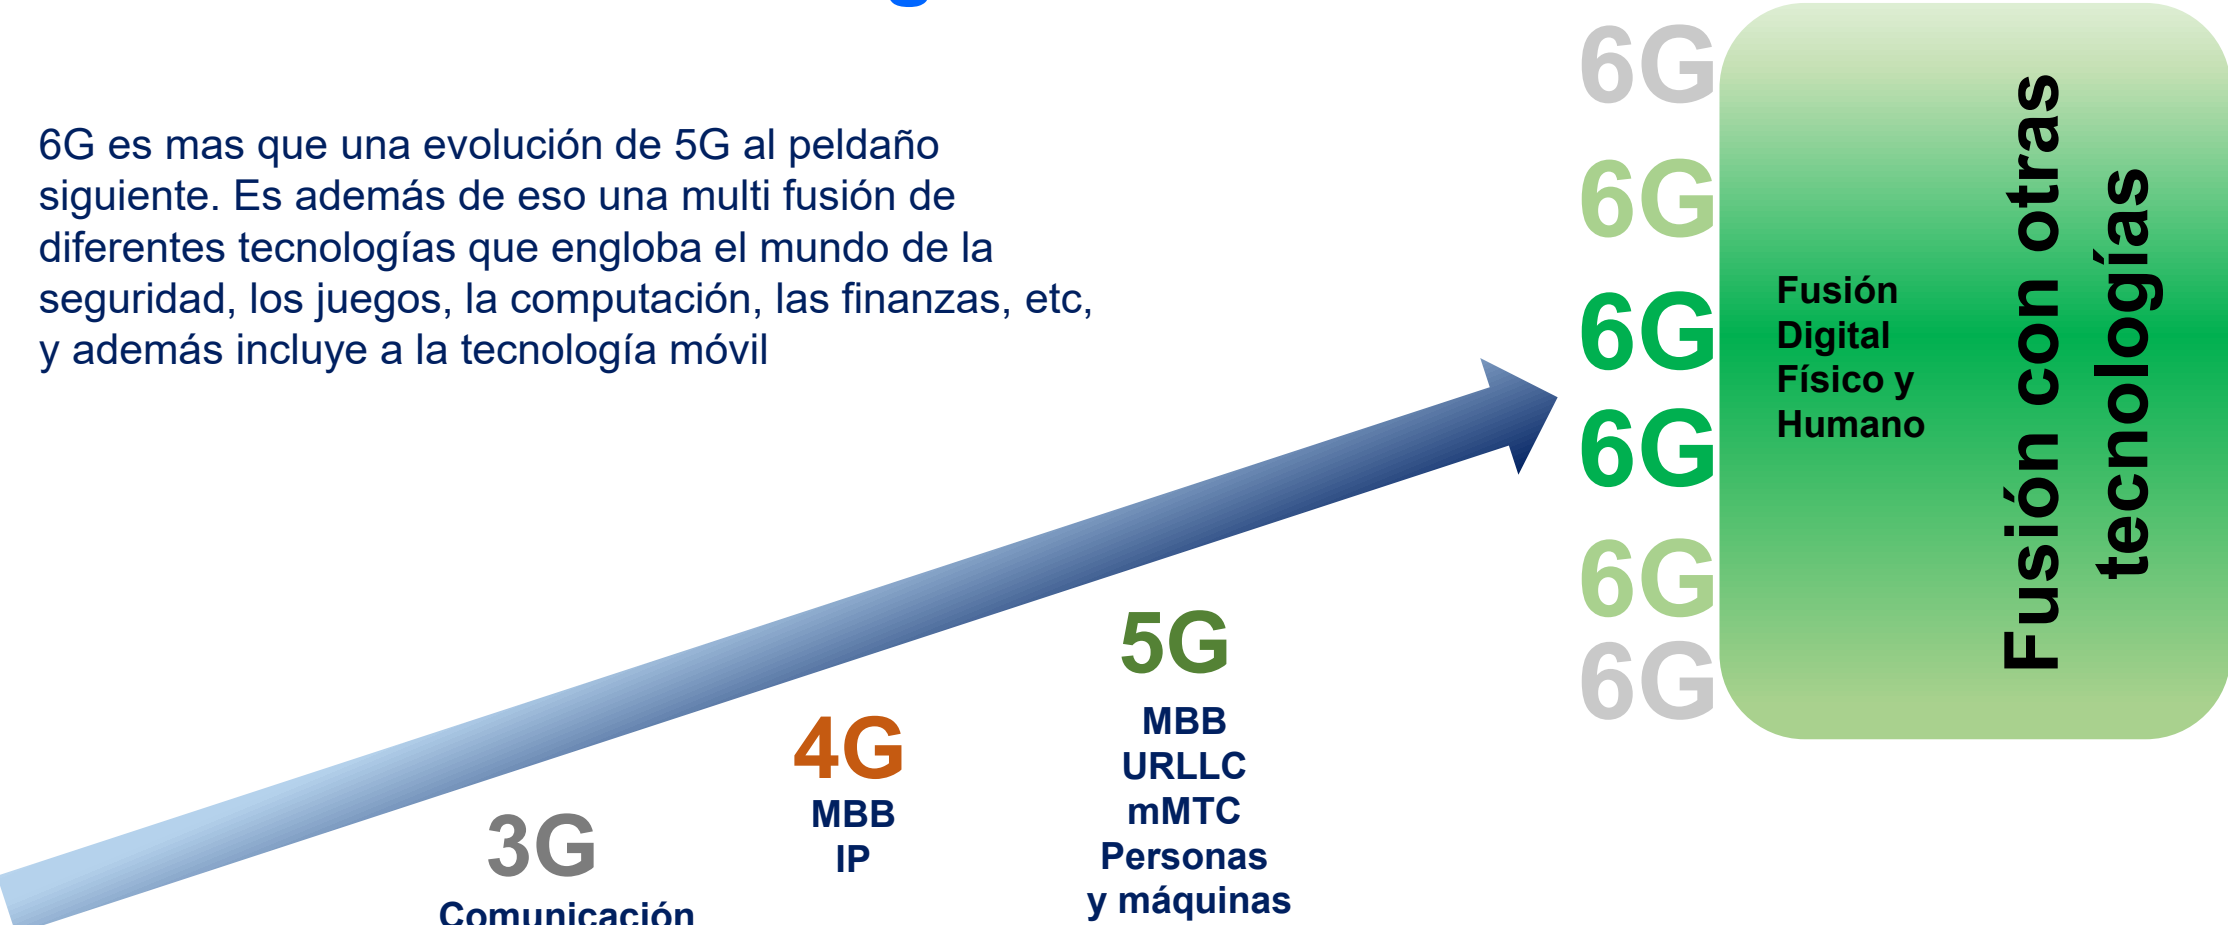 6G es mas que una evolución de 5G al peldaño
siguiente. Es además de eso una multi fusión de
diferentes tecnologías que engloba el mundo de la
seguridad, los juegos, la computación, las finanzas, etc,
y además incluye a la tecnología móvil
3G
Comunicación
4G
MBB
IP
5G
MBB
URLLC
mMTC
Personas
y máquinas
6G
6G
6G
6G
6G
6G
Fusión
Digital
Físico y
Humano
Fusión con otras
tecnologías